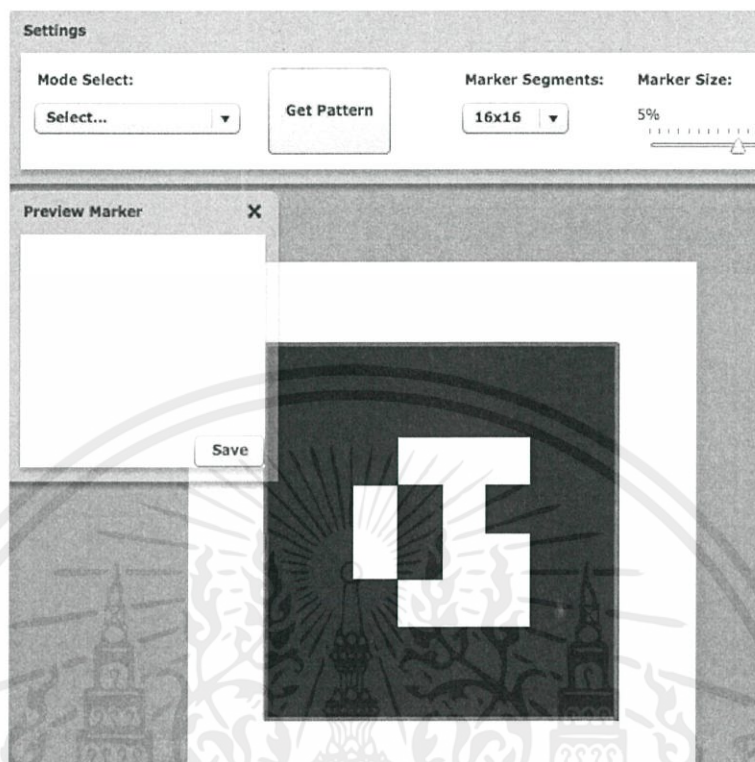 Settings
Mode Select:
Select...
Get Pattern
Marker Segments:
16x16
Marker Size:
5%
Preview Marker
Save